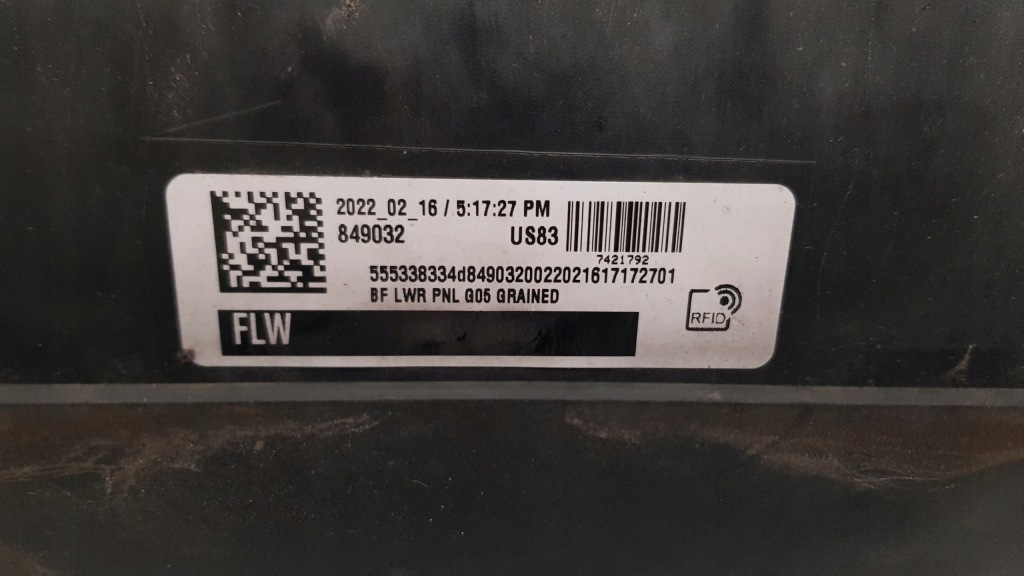 2022_02_16 / 5:17:27 PM
849032 US83
7421792
555338334d8490320022021617172701
BF LWR PNL G05 GRAINED
RFID
FLW